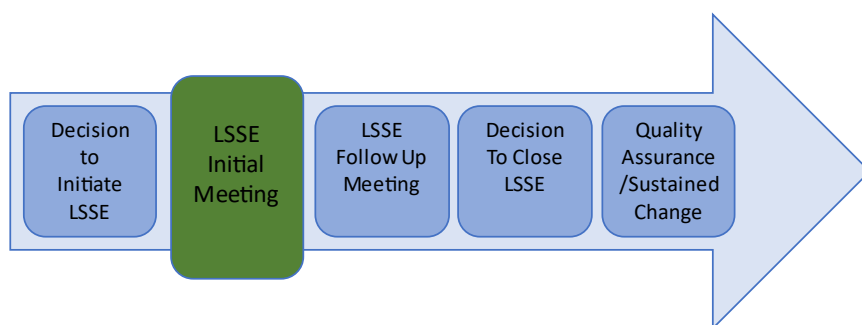 Decision
to
Initiate
LSSE
LSSE
Initial
Meeting
LSSE
Follow Up
Meeting
Decision
To Close
LSSE
Quality
Assurance
/Sustained
Change